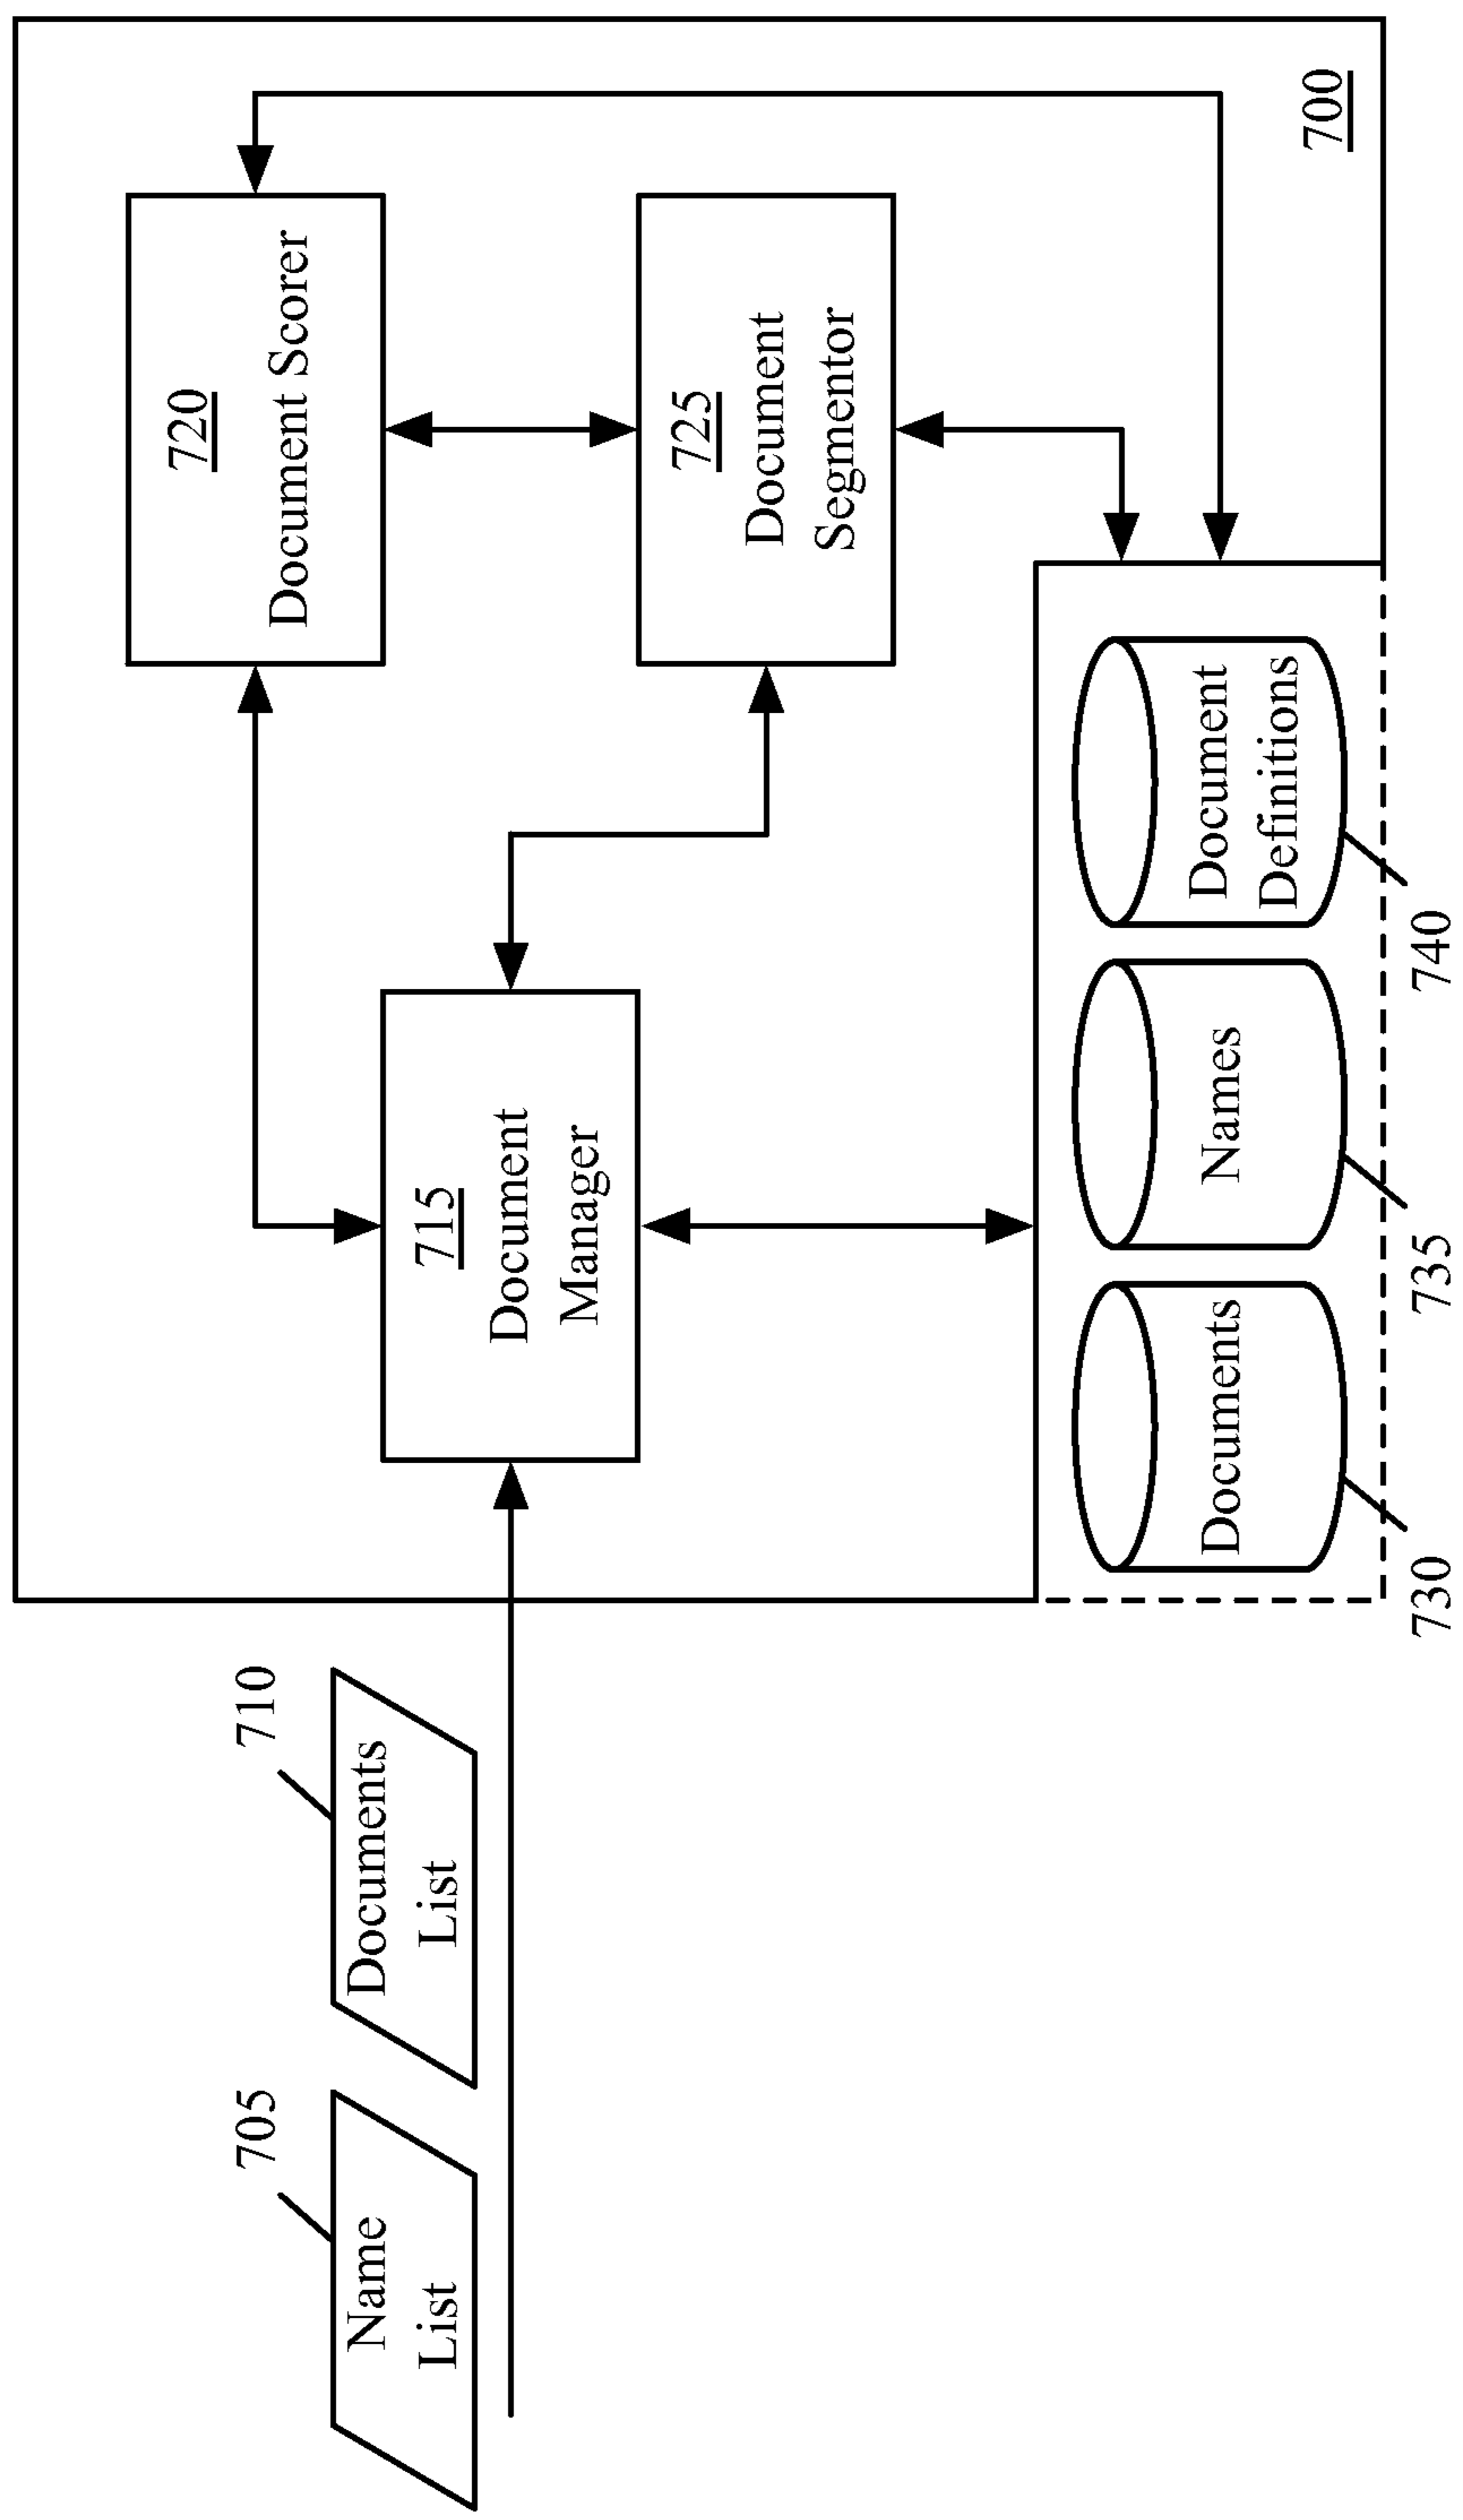 705
Name
List
710
Documents
List
715
Document
Manager
720
Document Scorer
725
Document
Segmentor
Documents
Names
Document
Definitions
730
735
740
700